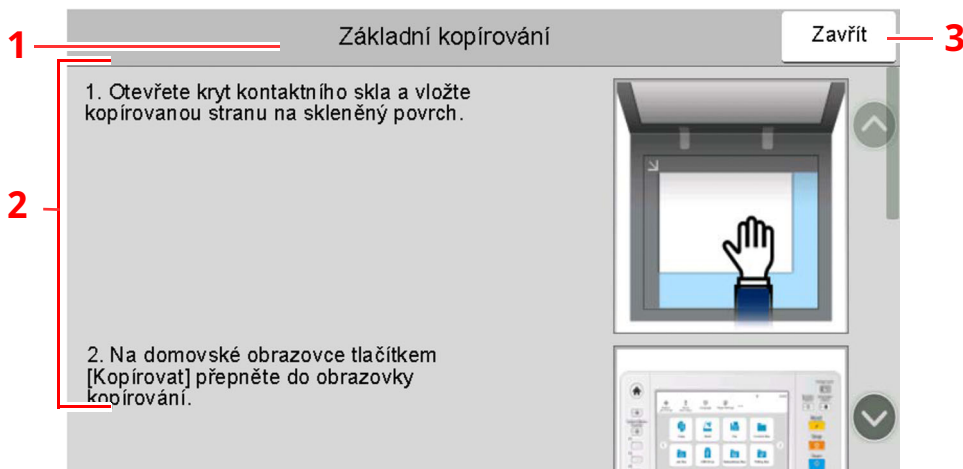 1
Základní kopírování
Zavřít
3
1. Otevřete kryt kontaktního skla a vložte
kopírovanou stranu na skleněný povrch.
2
2. Na domovské obrazovce tlačítkem
[Kopírovat] přepněte do obrazovky
kopírování.